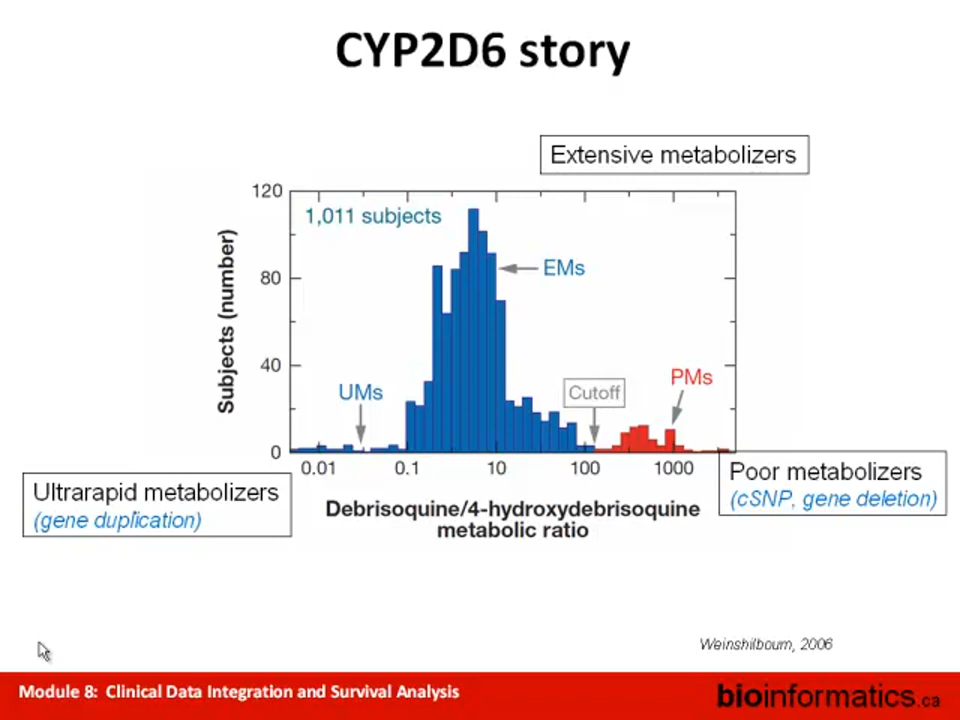 CYP2D6 story
Extensive metabolizers
120
1,011 subjects
80
EMs
Subjects (number)
40
UMs
Cutoff
PMs
0
0.01 0.1 10 100 1000
Debrisoquine/4-hydroxydebrisoquine
metabolic ratio
Ultrarapid metabolizers
(gene duplication)
Poor metabolizers
(cSNP, gene deletion)
Weinshilboum, 2006
Module 8: Clinical Data Integration and Survival Analysis
bioinformatics.ca